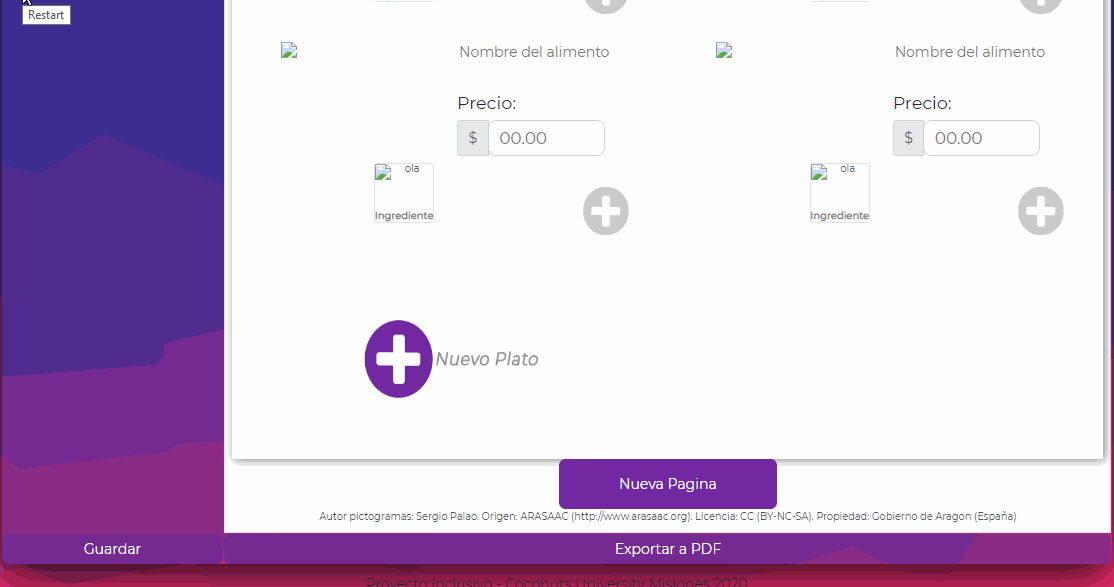 Restart
Nombre del alimento
Nombre del alimento
Precio:
Precio:
$ 00.00
$ 00.00
ola
Ingrediente
ola
Ingrediente
Nuevo Plato
Nueva Pagina
Autor pictogramas: Sergio Palao. Origen: ARASAAC (http://www.arasaac.org). Licencia: CC (BY-NC-SA). Propiedad: Gobierno de Aragon (España)
Guardar
Exportar a PDF
Proyecto Inclusivo - Coconuts University Misiones 2020